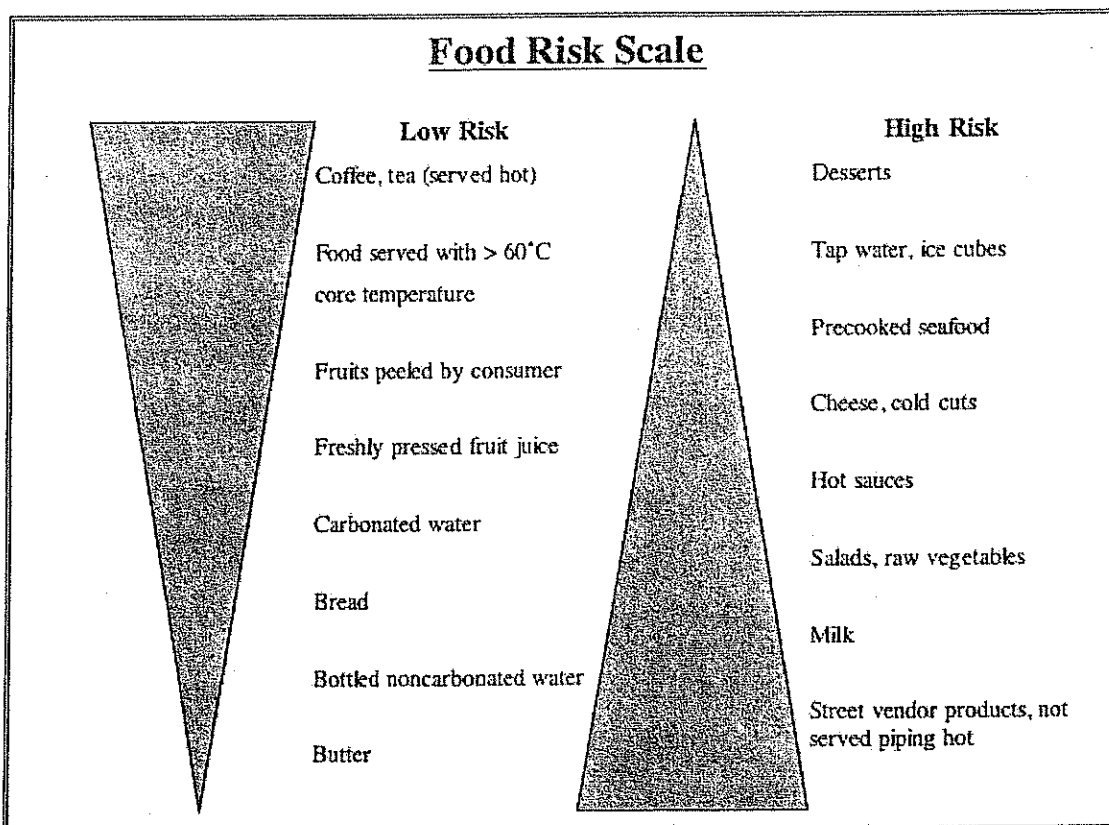 Food Risk Scale
Low Risk
Coffee, tea (served hot)
Food served with > 60°C
core temperature
Fruits peeled by consumer
Freshly pressed fruit juice
Carbonated water
Bread
Bottled noncarbonated water
Butter
High Risk
Desserts
Tap water, ice cubes
Precooked seafood
Cheese, cold cuts
Hot sauces
Salads, raw vegetables
Milk
Street vendor products, not
served piping hot